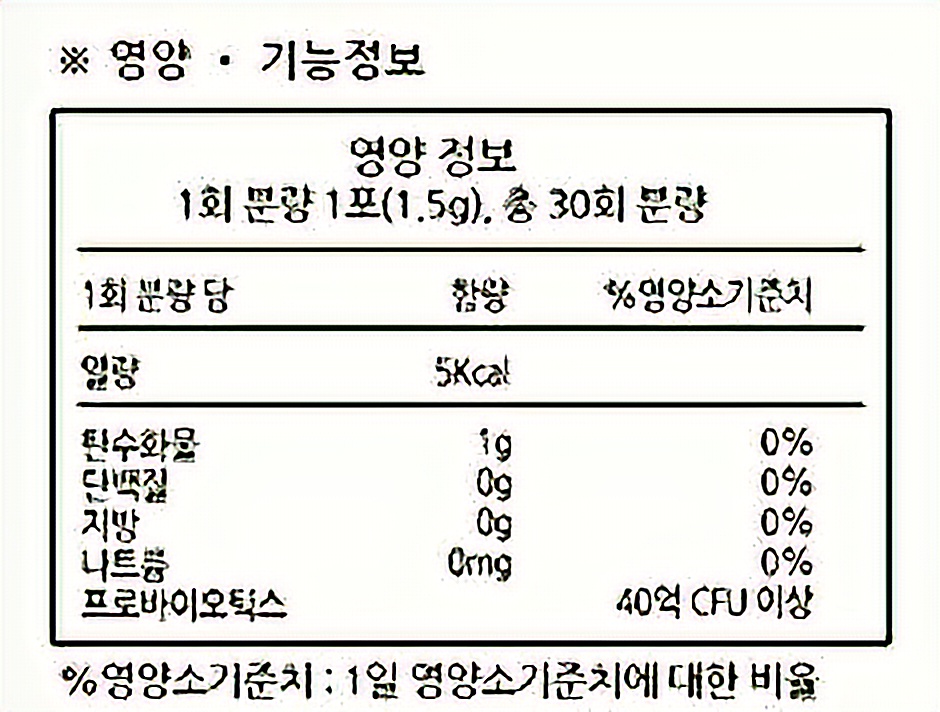 ※ 영양 · 기능정보
영양 정보
1회 분량 1포(1.5g), 총 30회 분량
1회 분량 당 함량 %영양소기준치
열량 5Kcal
탄수화물 1g 0%
단백질 0g 0%
지방 0g 0%
나트륨 0mg 0%
프로바이오틱스 40억 CFU 이상
%영양소기준치 : 1일 영양소기준치에 대한 비율